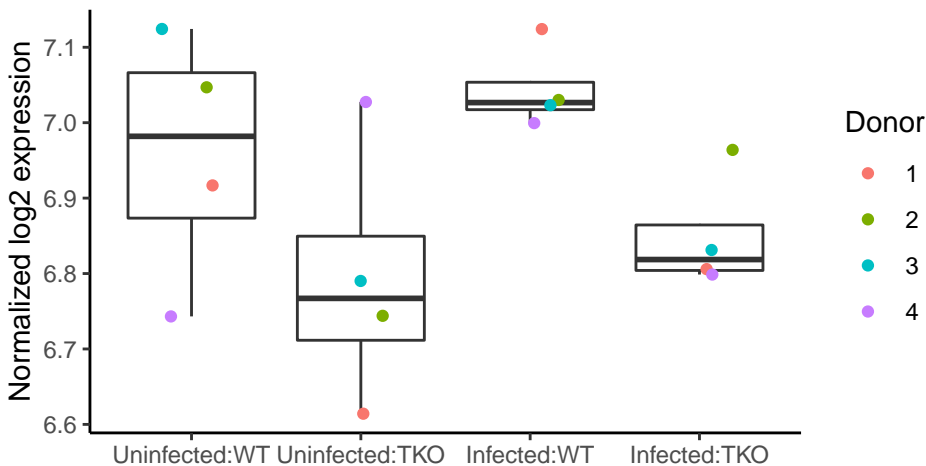 Normalized log2 expression
7.1
7.0
6.9
6.8
6.7
6.6
Uninfected:WT
Uninfected:TKO
Infected:WT
Infected:TKO
Donor
1
2
3
4